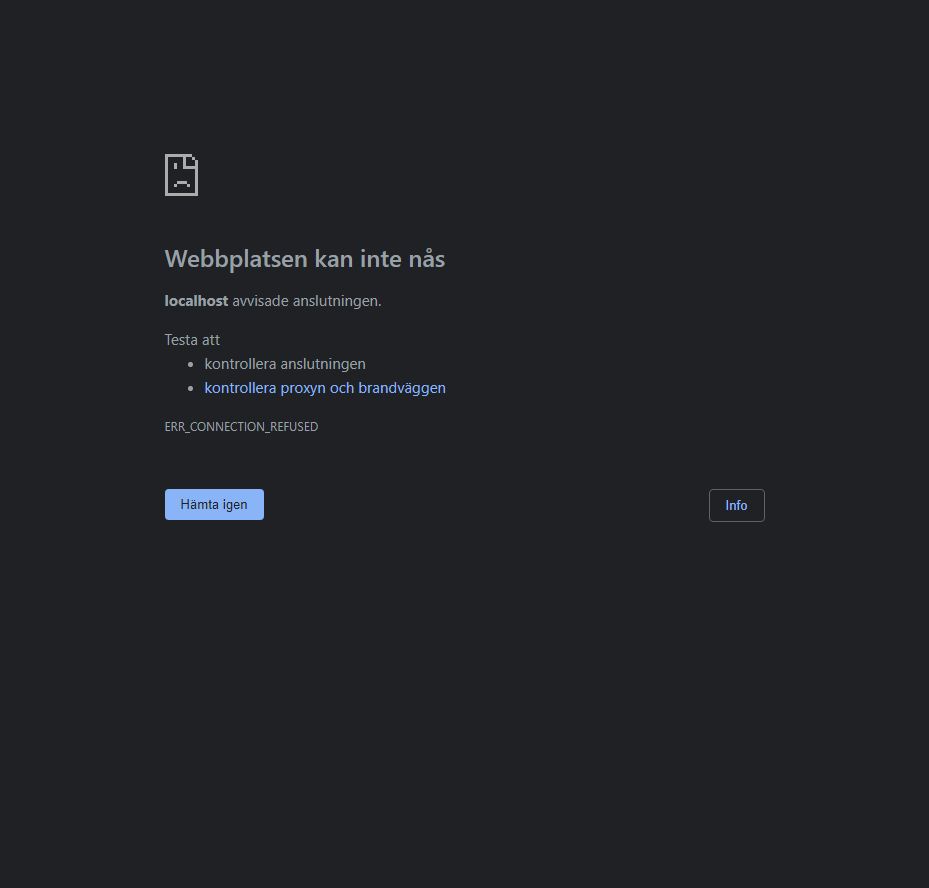 Webbplatsen kan inte nås
localhost avvisade anslutningen.
Testa att
kontrollera anslutningen
kontrollera proxyn och brandväggen
ERR_CONNECTION_REFUSED
Hämta igen
Info